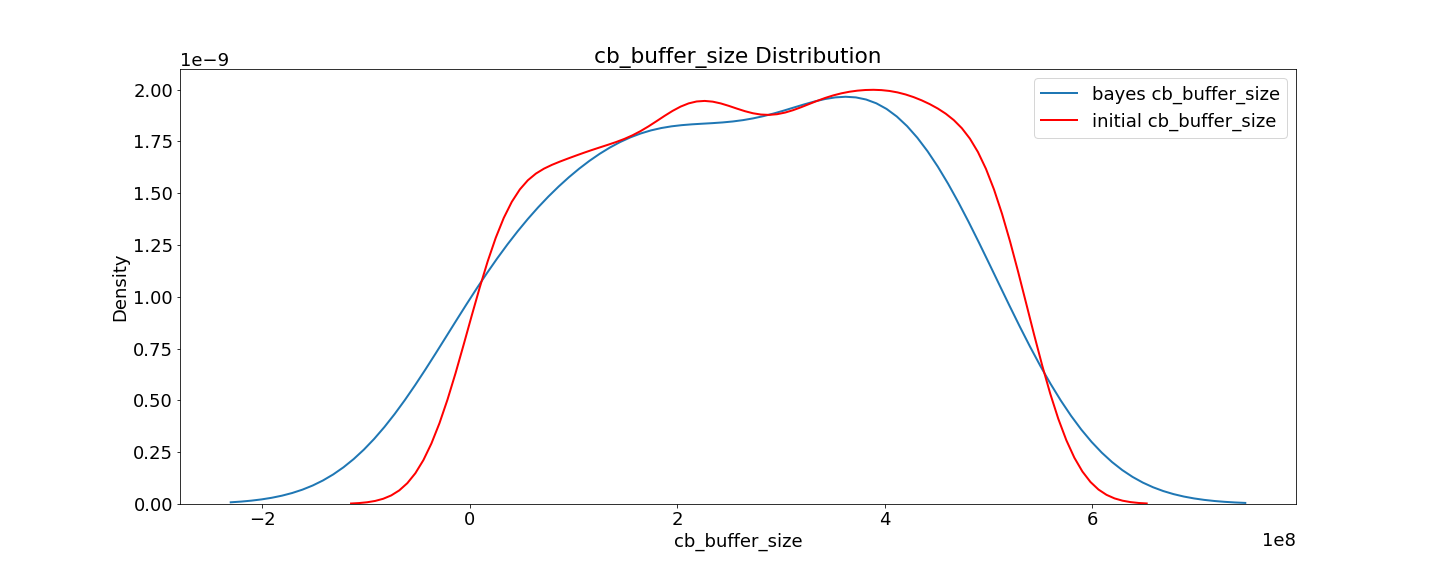 cb_buffer_size Distribution
1e−9
bayes cb_buffer_size
initial cb_buffer_size
2.00
1.75
1.50
1.25
1.00
0.75
0.50
0.25
0.00
Density
−2
0
2
4
6
cb_buffer_size
1e8